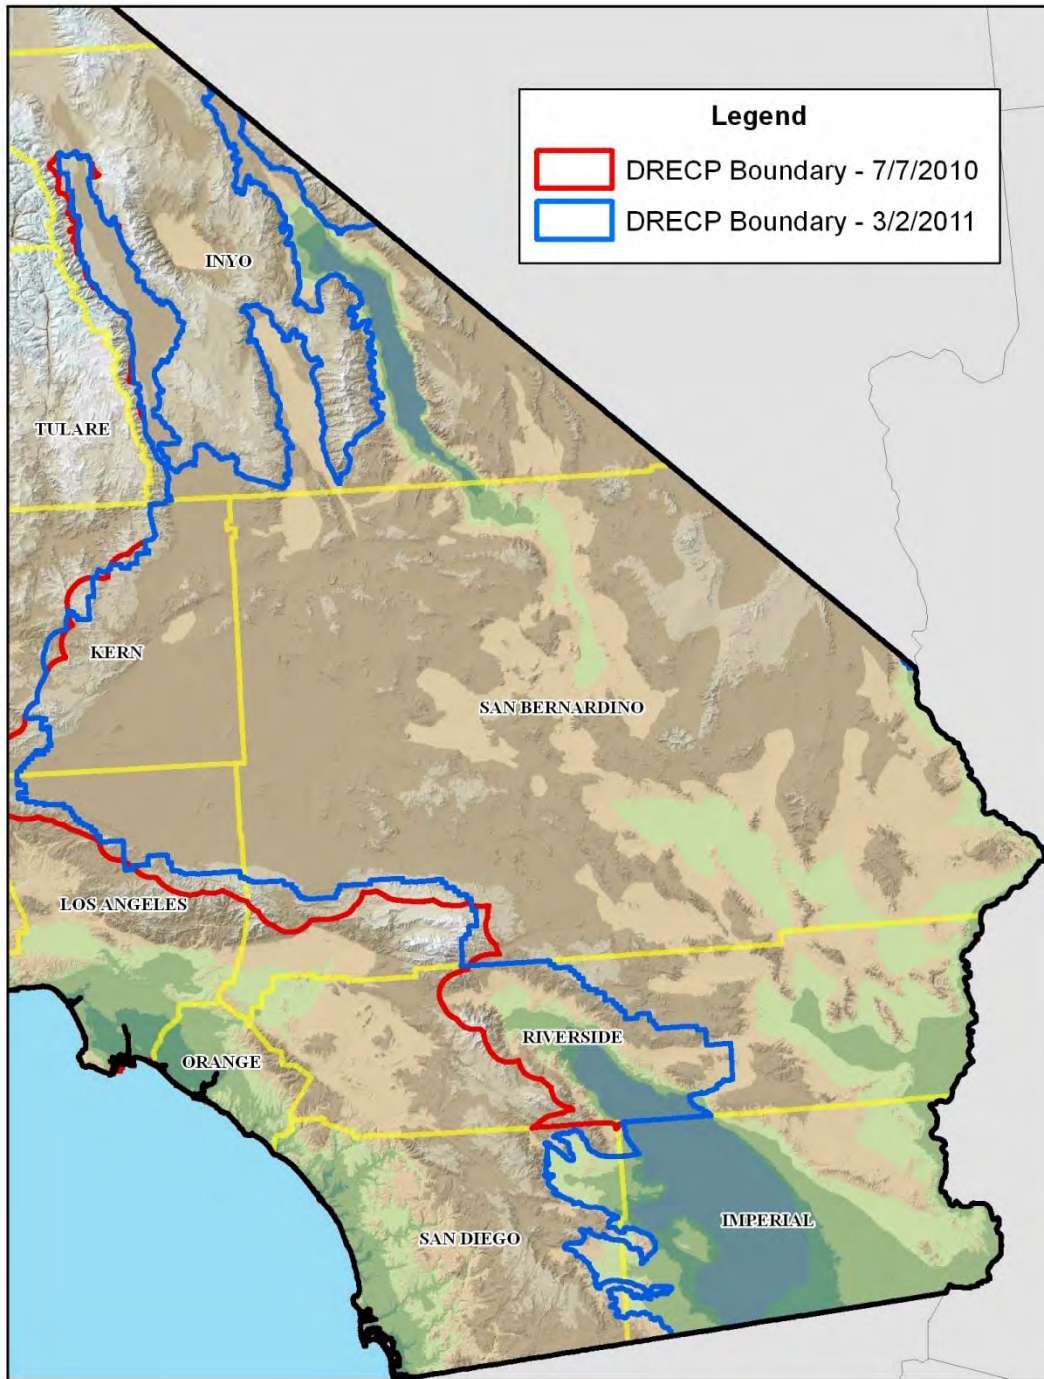 Legend
DRECP Boundary - 7/7/2010
DRECP Boundary - 3/2/2011
INYO
TULARE
KERN
SAN BERNARDINO
LOS ANGELES
RIVERSIDE
ORANGE
IMPERIAL
SAN DIEGO